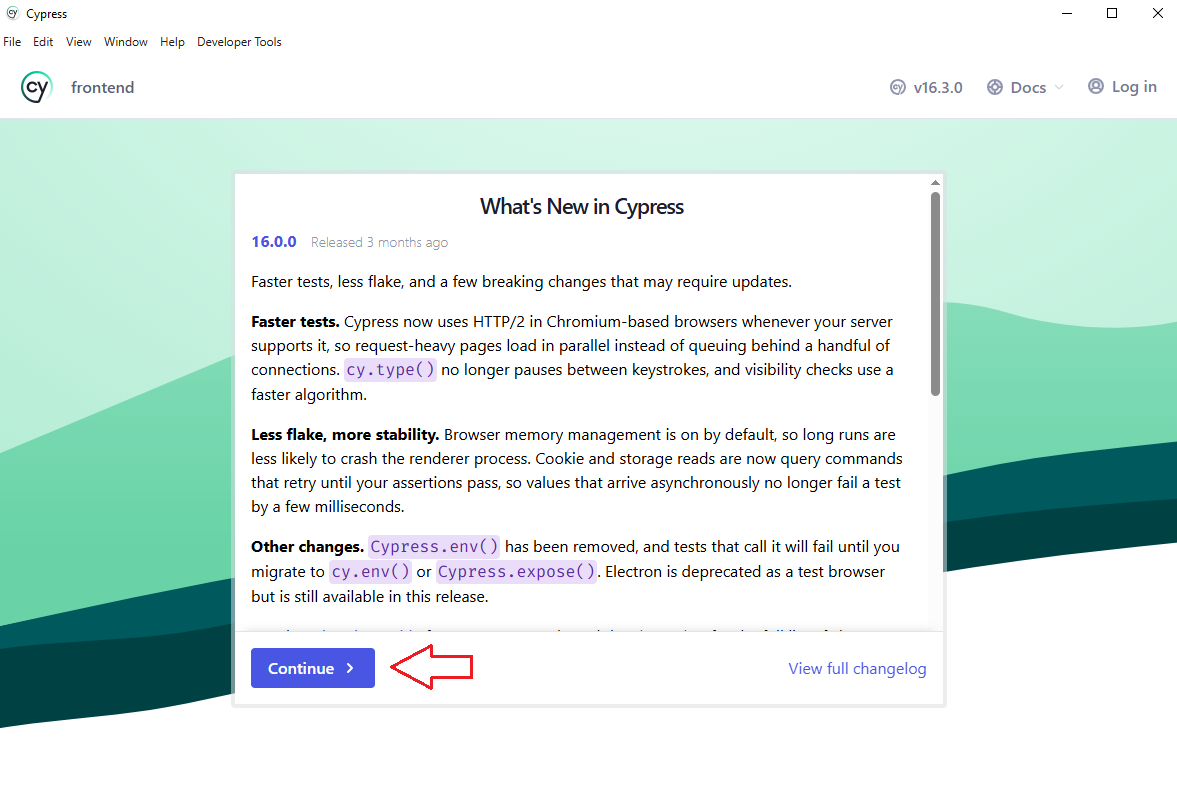 Cypress
File Edit View Window Help Developer Tools
cy frontend
cy v16.3.0 Docs Log in
What's New in Cypress
16.0.0 Released 3 months ago
Faster tests, less flake, and a few breaking changes that may require updates.
Faster tests. Cypress now uses HTTP/2 in Chromium-based browsers whenever your server
supports it, so request-heavy pages load in parallel instead of queuing behind a handful of
connections. cy.type() no longer pauses between keystrokes, and visibility checks use a
faster algorithm.
Less flake, more stability. Browser memory management is on by default, so long runs are
less likely to crash the renderer process. Cookie and storage reads are now query commands
that retry until your assertions pass, so values that arrive asynchronously no longer fail a test
by a few milliseconds.
Other changes. Cypress.env() has been removed, and tests that call it will fail until you
migrate to cy.env() or Cypress.expose(). Electron is deprecated as a test browser
but is still available in this release.
Continue
View full changelog